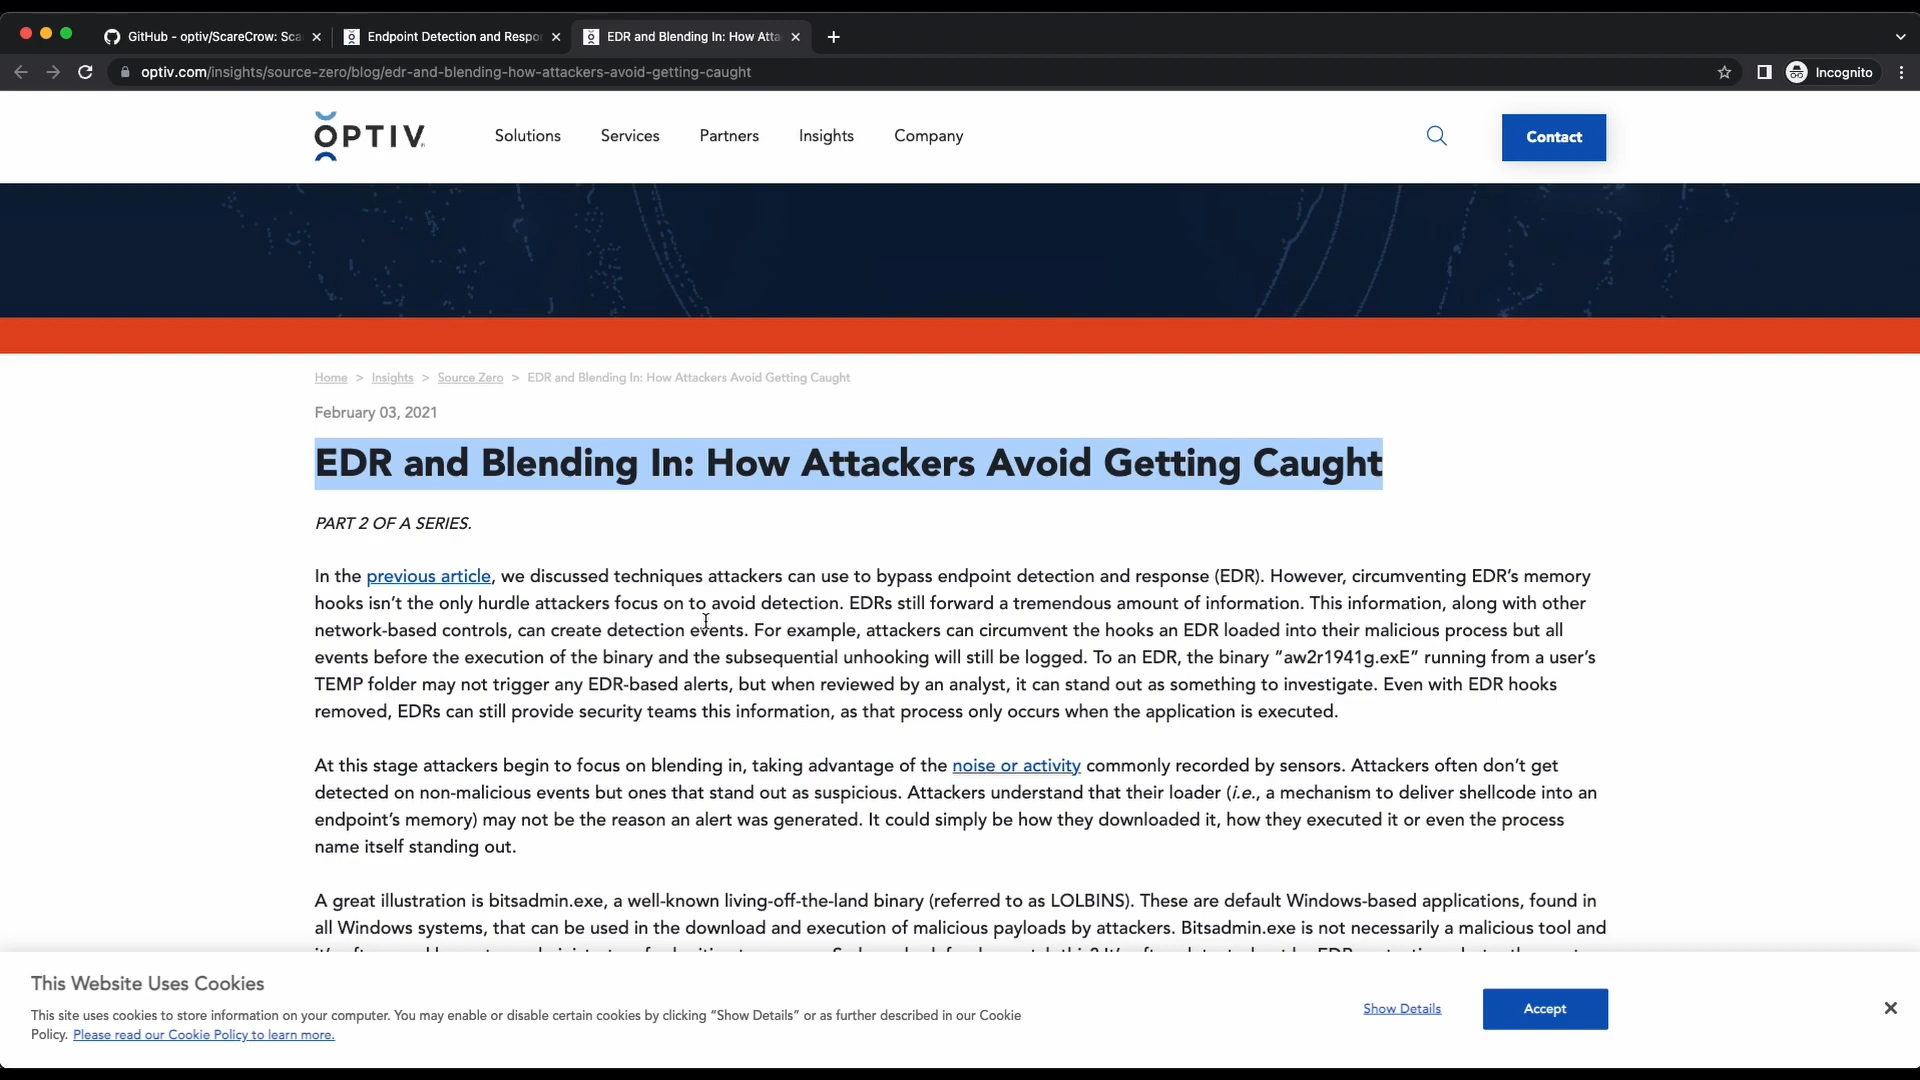 GitHub - optiv/ScareCrow: Sca
Endpoint Detection and Respon
EDR and Blending In: How Atta
optiv.com/insights/source-zero/blog/edr-and-blending-how-attackers-avoid-getting-caught
Incognito
OPTIV
Solutions
Services
Partners
Insights
Company
Contact
Home > Insights > Source Zero > EDR and Blending In: How Attackers Avoid Getting Caught
February 03, 2021
EDR and Blending In: How Attackers Avoid Getting Caught
PART 2 OF A SERIES.
In the previous article, we discussed techniques attackers can use to bypass endpoint detection and response (EDR). However, circumventing EDR’s memory
hooks isn’t the only hurdle attackers focus on to avoid detection. EDRs still forward a tremendous amount of information. This information, along with other
network-based controls, can create detection events. For example, attackers can circumvent the hooks an EDR loaded into their malicious process but all
events before the execution of the binary and the subsequential unhooking will still be logged. To an EDR, the binary “aw2r1941g.exE” running from a user’s
TEMP folder may not trigger any EDR-based alerts, but when reviewed by an analyst, it can stand out as something to investigate. Even with EDR hooks
removed, EDRs can still provide security teams this information, as that process only occurs when the application is executed.
At this stage attackers begin to focus on blending in, taking advantage of the noise or activity commonly recorded by sensors. Attackers often don’t get
detected on non-malicious events but ones that stand out as suspicious. Attackers understand that their loader (i.e., a mechanism to deliver shellcode into an
endpoint’s memory) may not be the reason an alert was generated. It could simply be how they downloaded it, how they executed it or even the process
name itself standing out.
A great illustration is bitsadmin.exe, a well-known living-off-the-land binary (referred to as LOLBINS). These are default Windows-based applications, found in
all Windows systems, that can be used in the download and execution of malicious payloads by attackers. Bitsadmin.exe is not necessarily a malicious tool and
This Website Uses Cookies
This site uses cookies to store information on your computer. You may enable or disable certain cookies by clicking “Show Details” or as further described in our Cookie
Policy. Please read our Cookie Policy to learn more.
Show Details
Accept